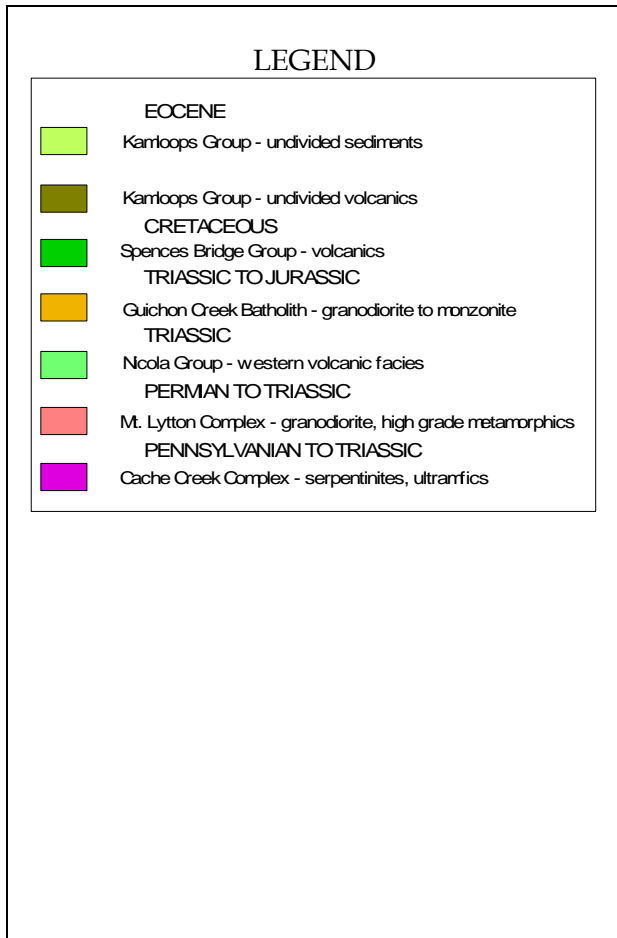 LEGEND
EOCENE
Kamloops Group - undivided sediments
Kamloops Group - undivided volcanics
CRETACEOUS
Spences Bridge Group - volcanics
TRIASSIC TO JURASSIC
Guichon Creek Batholith - granodiorite to monzonite
TRIASSIC
Nicola Group - western volcanic facies
PERMIAN TO TRIASSIC
Mt. Lytton Complex - granodiorite, high grade metamorphics
PENNSYLVANIAN TO TRIASSIC
Cache Creek Complex - serpentinites, ultramfics